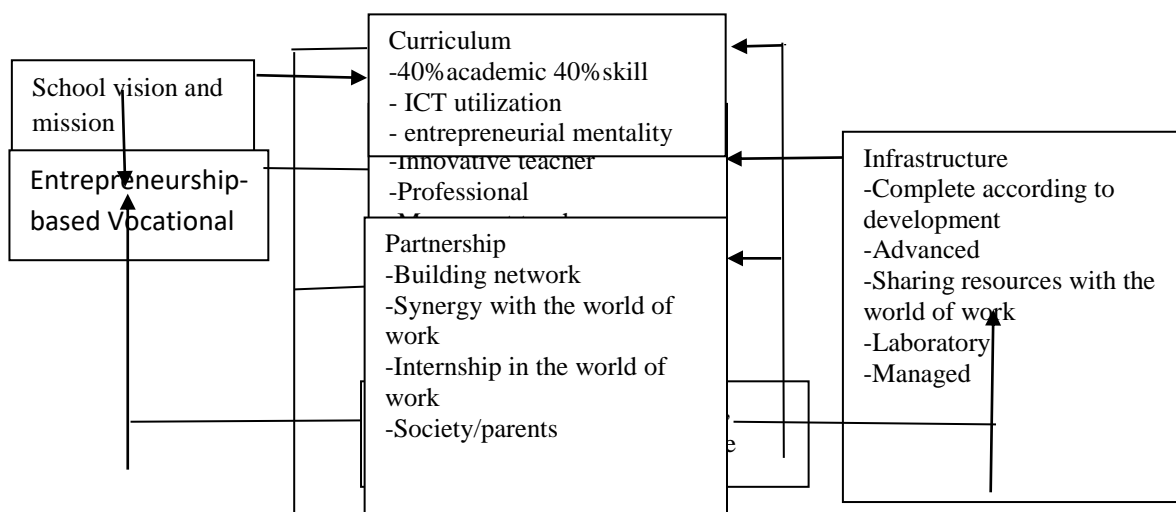 School vision and
mission
Entrepreneurship-
based Vocational
Curriculum
-40%academic 40%skill
- ICT utilization
- entrepreneurial mentality
-Innovative teacher
-Professional
Partnership
-Building network
-Synergy with the world of
work
-Internship in the world of
work
-Society/parents
Infrastructure
-Complete according to
development
-Advanced
-Sharing resources with the
world of work
-Laboratory
-Managed